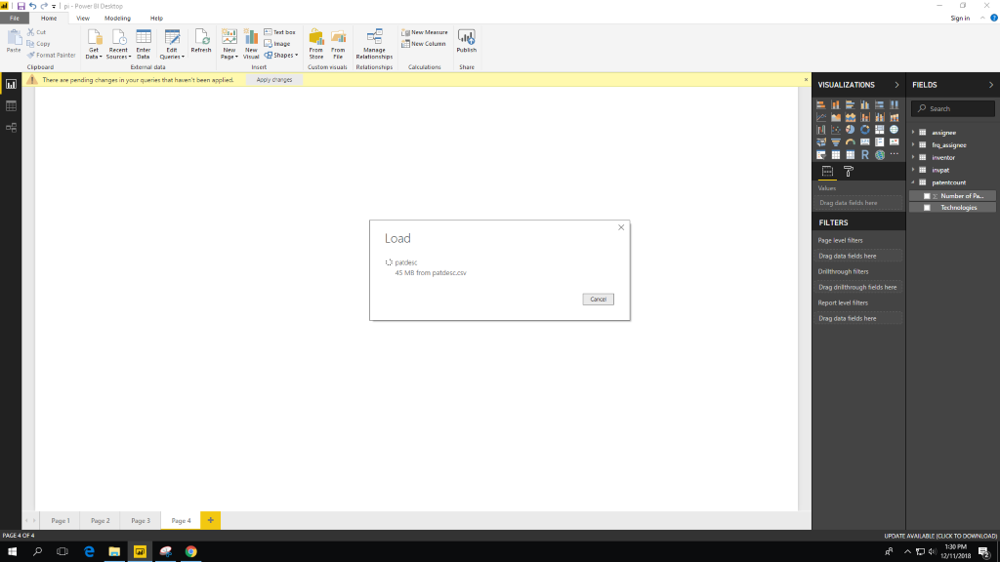 pi - Power BI Desktop
File Home View Modeling Help Sign in
Paste Cut Copy Format Painter
Get Data Recent Sources Enter Data Edit Queries Refresh
New Page New Visual Text box Image Shapes
From Store From File
Manage Relationships
New Measure New Column
Publish
Clipboard External data Insert Custom visuals Relationships Calculations Share
There are pending changes in your queries that haven't been applied. Apply changes
VISUALIZATIONS
Values
Drag data fields here
FILTERS
Page level filters
Drag data fields here
Drillthrough filters
Drag drillthrough fields here
Report level filters
Drag data fields here
FIELDS
Search
assignee
frq_assignee
inventor
invpat
patentcount
Σ Number of Pa...
Technologies
Load
patdesc
45 MB from patdesc.csv
Cancel
Page 1 Page 2 Page 3 Page 4 +
PAGE 4 OF 4 UPDATE AVAILABLE (CLICK TO DOWNLOAD)
1:30 PM
12/11/2018
2